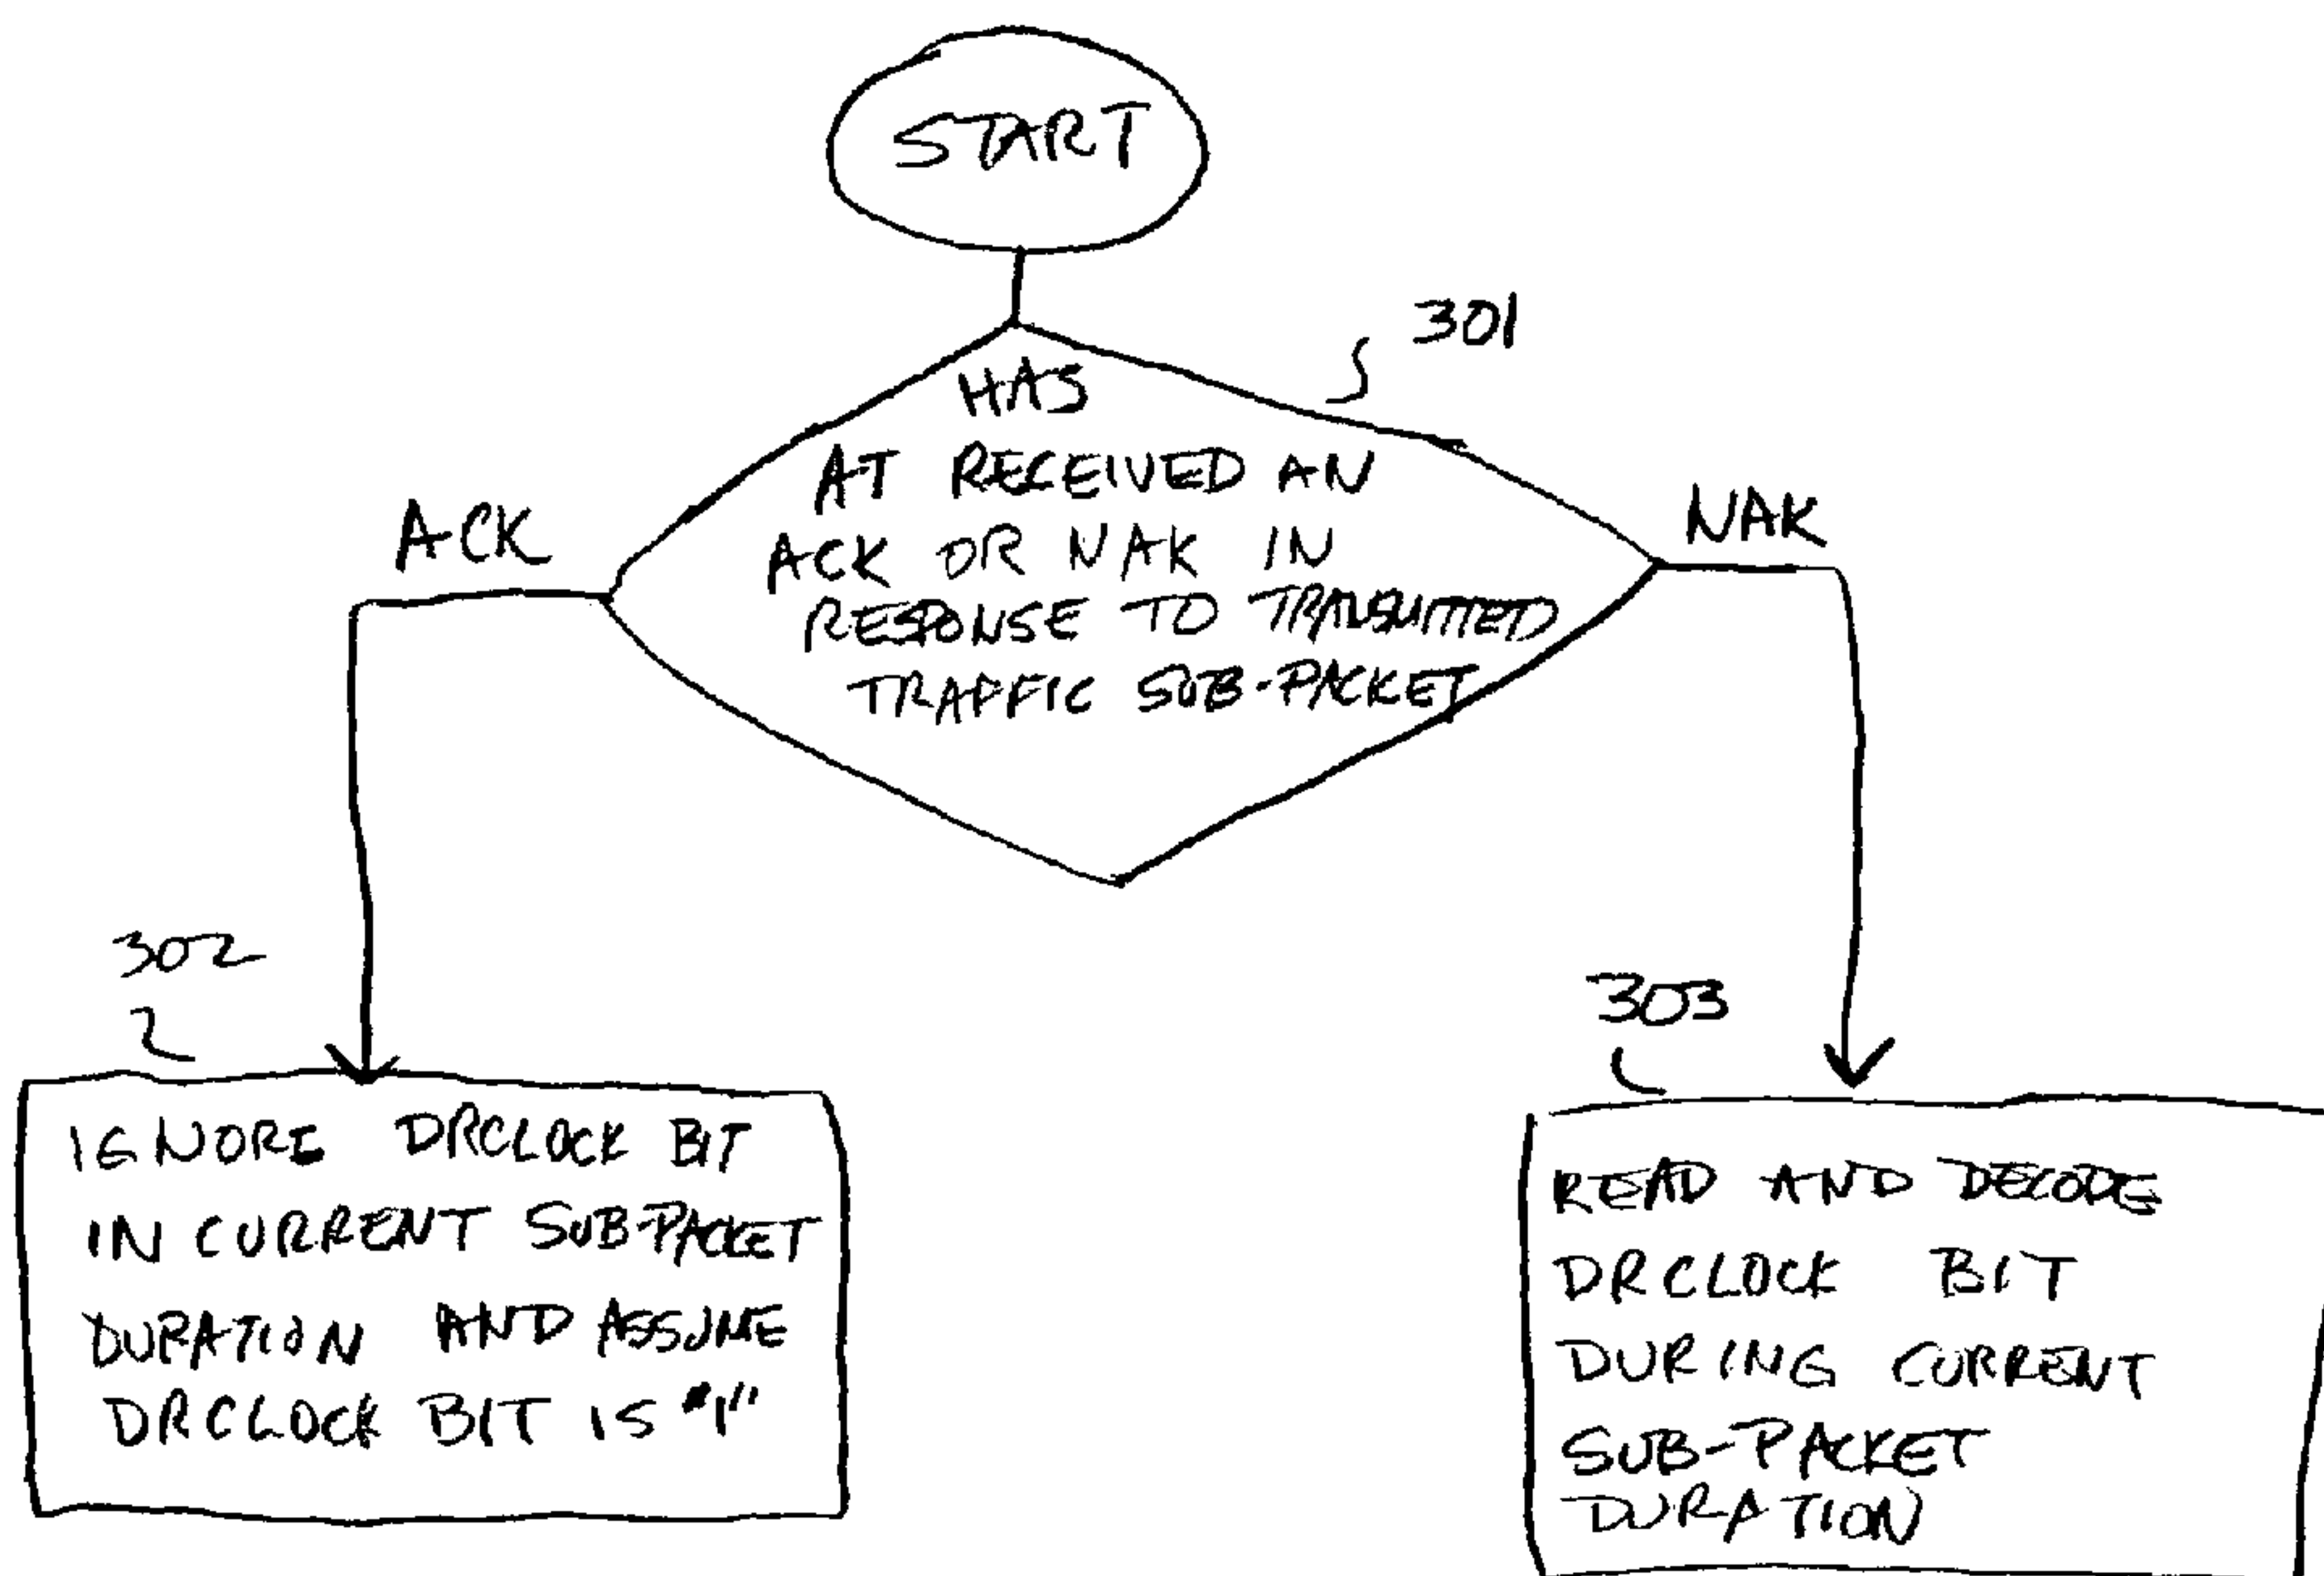 START
301
HAS
AT RECEIVED AN
ACK OR NAK IN
RESPONSE TO TRANSMITTED
TRAFFIC SUB-PACKET
ACK
NAK
302
IGNORE DRCLOCK BIT
IN CURRENT SUB-PACKET
DURATION AND ASSUME
DRCLOCK BIT IS "1"
303
READ AND DECODE
DRCLOCK BIT
DURING CURRENT
SUB-PACKET
DURATION